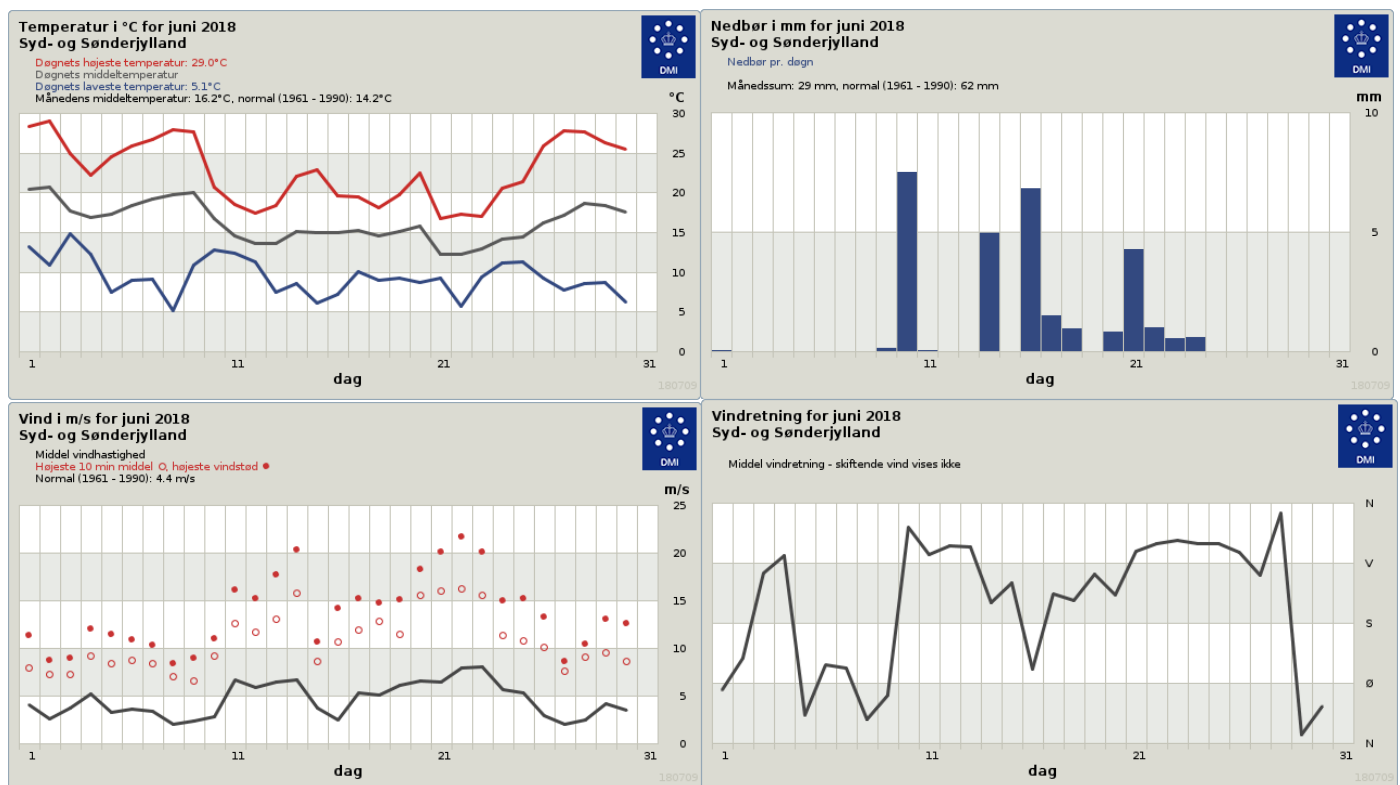 Temperatur i °C for juni 2018
Syd- og Sønderjylland
Døgnets højeste temperatur: 29.0°C
Døgnets middeltemperatur
Døgnets laveste temperatur: 5.1°C
Månedens middeltemperatur: 16.2°C, normal (1961 - 1990): 14.2°C
DMI
°C
30
25
20
15
10
5
0
1 11 21 31
dag
180709
Nedbør i mm for juni 2018
Syd- og Sønderjylland
Nedbør pr. døgn
Månedssum: 29 mm, normal (1961 - 1990): 62 mm
DMI
mm
10
5
0
1 11 21 31
dag
180709
Vind i m/s for juni 2018
Syd- og Sønderjylland
Middel vindhastighed
Højeste 10 min middel O, højeste vindstød ●
Normal (1961 - 1990): 4.4 m/s
DMI
m/s
25
20
15
10
5
0
1 11 21 31
dag
180709
Vindretning for juni 2018
Syd- og Sønderjylland
Middel vindretning - skiftende vind vises ikke
DMI
N
V
S
Ø
N
1 11 21 31
dag
180709